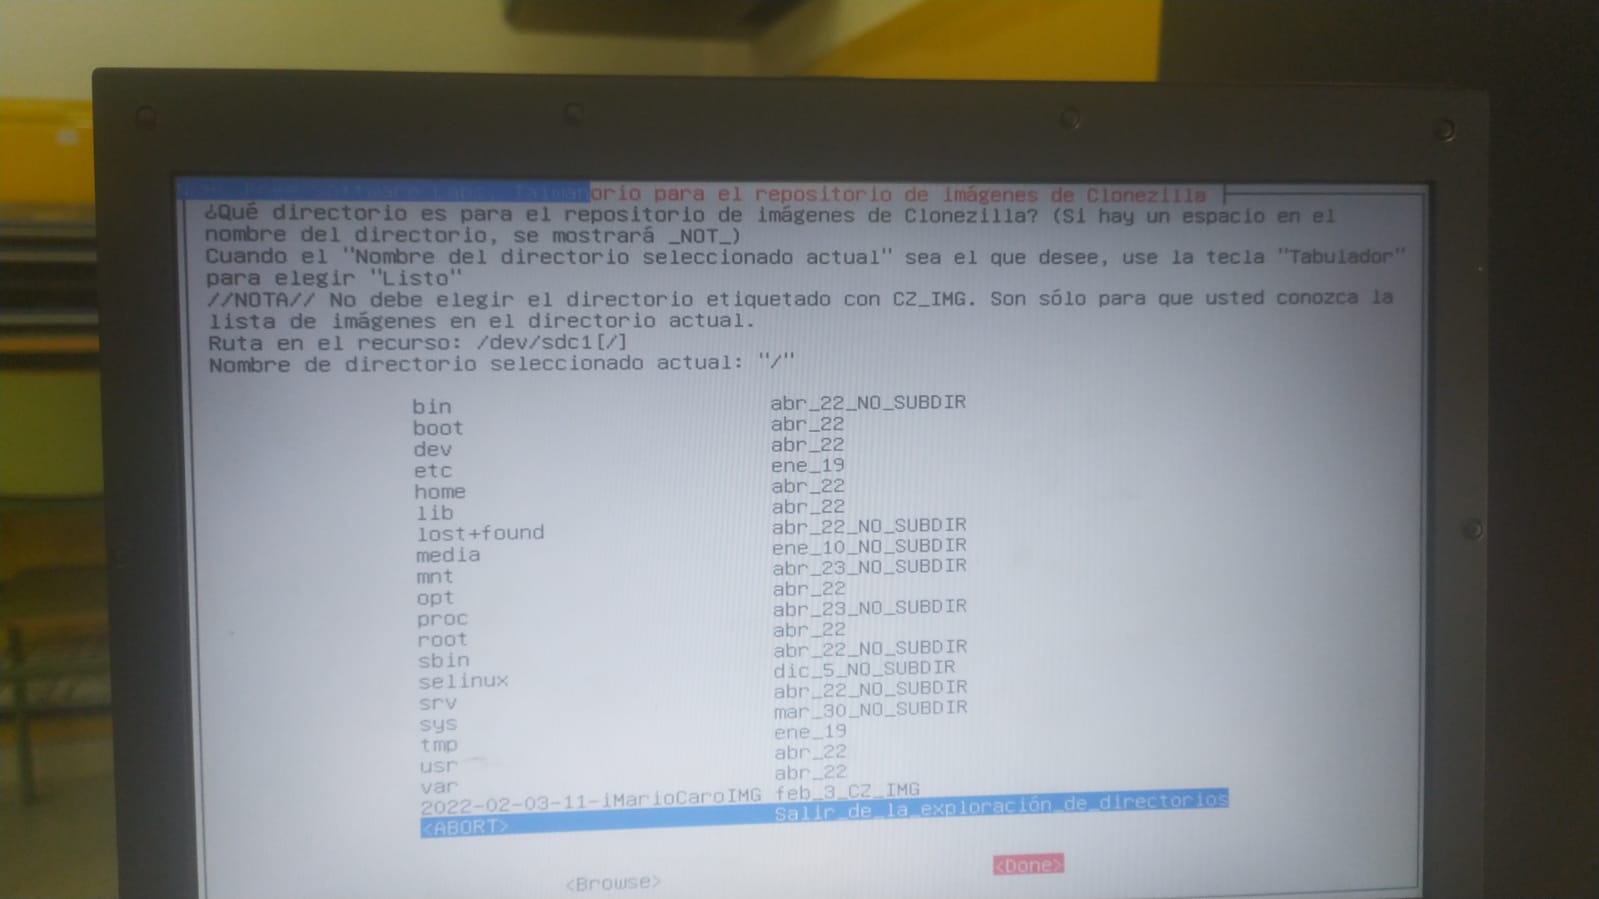 orio para el repositorio de imágenes de Clonezilla
¿Qué directorio es para el repositorio de imágenes de Clonezilla? (Si hay un espacio en el
nombre del directorio, se mostrará _NOT_)
Cuando el "Nombre del directorio seleccionado actual" sea el que desee, use la tecla "Tabulador"
para elegir "Listo"
//NOTA// No debe elegir el directorio etiquetado con CZ_IMG. Son sólo para que usted conozca la
lista de imágenes en el directorio actual.
Ruta en el recurso: /dev/sdc1[/]
Nombre de directorio seleccionado actual: "/"
bin abr_22_NO_SUBDIR
boot abr_22
dev abr_22
etc ene_19
home abr_22
lib abr_22
lost+found abr_22_NO_SUBDIR
media ene_10_NO_SUBDIR
mnt abr_23_NO_SUBDIR
opt abr_22
proc abr_23_NO_SUBDIR
root abr_22
sbin abr_22_NO_SUBDIR
selinux dic_5_NO_SUBDIR
srv abr_22_NO_SUBDIR
sys mar_30_NO_SUBDIR
tmp ene_19
usr abr_22
var abr_22
2022-02-03-11-iMarioCaroIMG feb_3_CZ_IMG
<ABORT> Salir_de_la_exploración_de_directorios
<Browse> <Done>